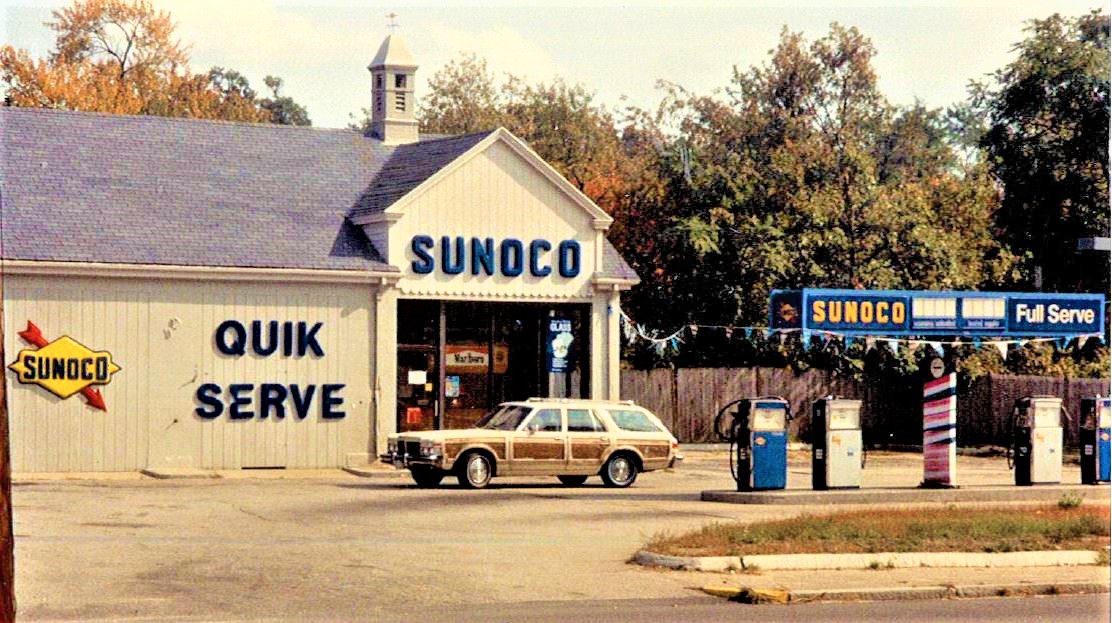 SUNOCO
SUNOCO
QUIK
SERVE
GLASS
Marlboro
SUNOCO
Full Serve